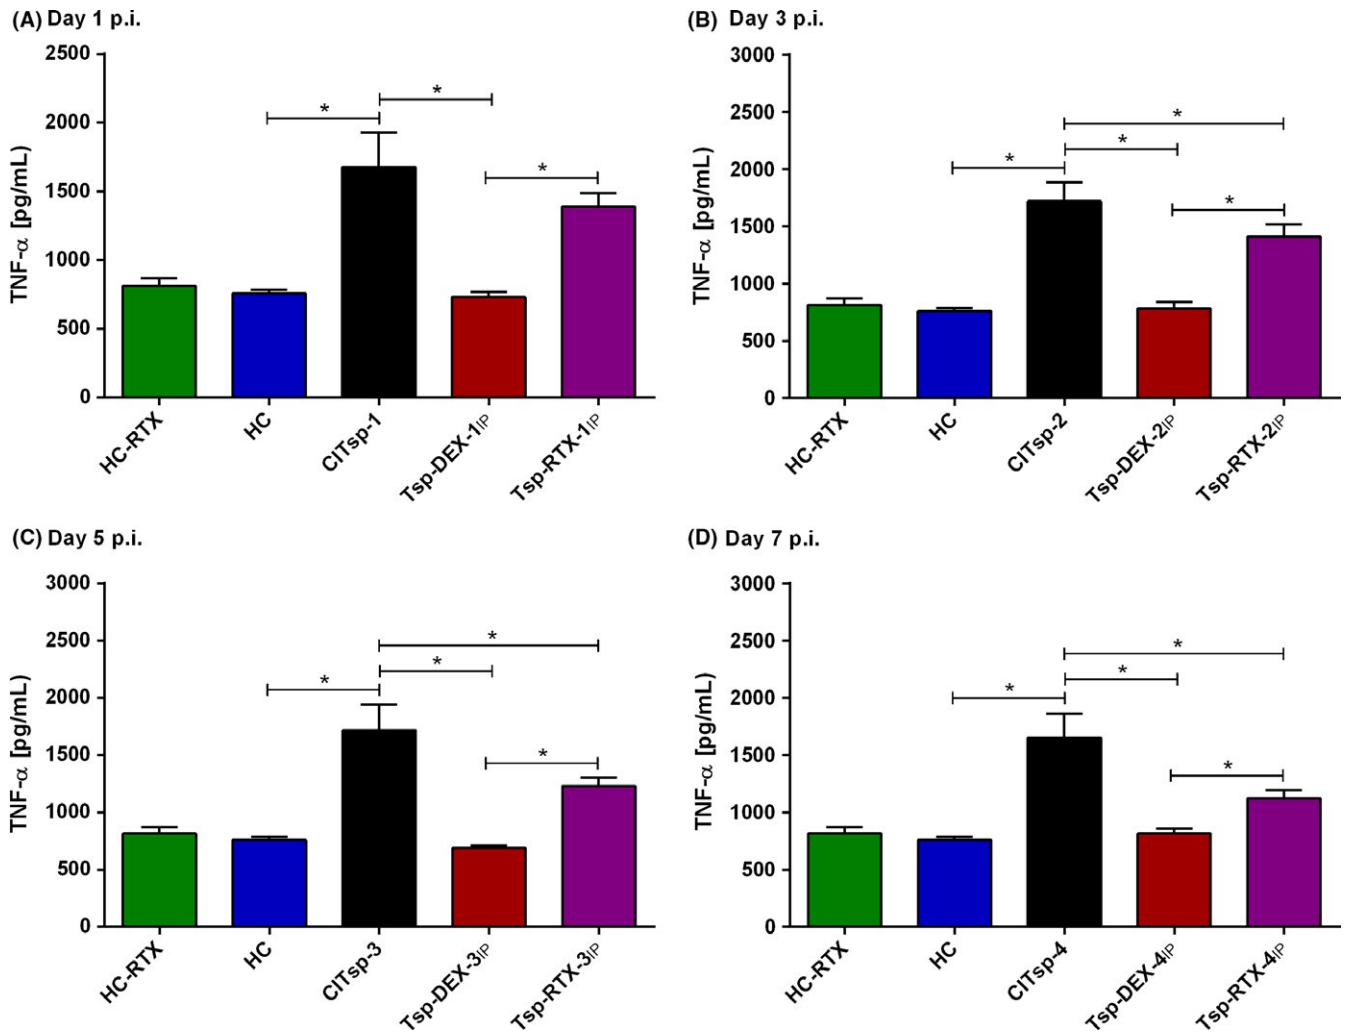 (A) Day 1 p.i.
TNF-α [pg/mL]
2500
2000
1500
1000
500
0
*
*
*
HC-RTX
HC
CITsp-1
Tsp-DEX-1IP
Tsp-RTX-1IP
(B) Day 3 p.i.
TNF-α [pg/mL]
3000
2500
2000
1500
1000
500
0
*
*
*
*
HC-RTX
HC
CITsp-2
Tsp-DEX-2IP
Tsp-RTX-2IP
(C) Day 5 p.i.
TNF-α [pg/mL]
3000
2500
2000
1500
1000
500
0
*
*
*
*
HC-RTX
HC
CITsp-3
Tsp-DEX-3IP
Tsp-RTX-3IP
(D) Day 7 p.i.
TNF-α [pg/mL]
3000
2500
2000
1500
1000
500
0
*
*
*
*
HC-RTX
HC
CITsp-4
Tsp-DEX-4IP
Tsp-RTX-4IP